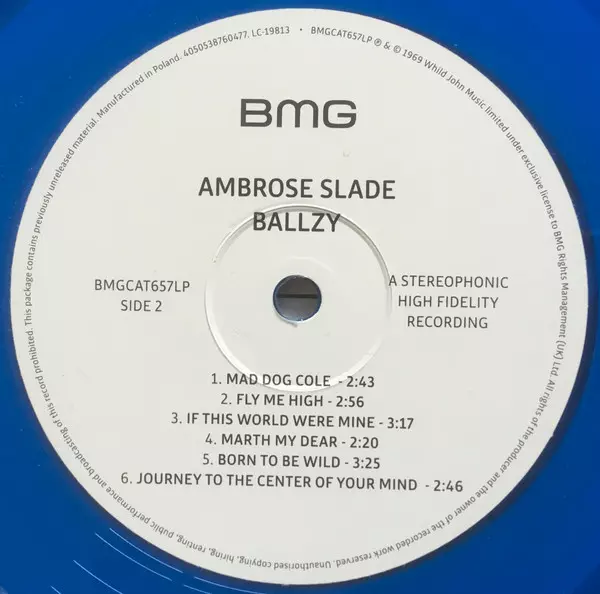 BMG
AMBROSE SLADE
BALLZY
BMGCAT657LP
SIDE 2
A STEREOPHONIC
HIGH FIDELITY
RECORDING
1. MAD DOG COLE - 2:43
2. FLY ME HIGH - 2:56
3. IF THIS WORLD WERE MINE - 3:17
4. MARTH MY DEAR - 2:20
5. BORN TO BE WILD - 3:25
6. JOURNEY TO THE CENTER OF YOUR MIND - 2:46
4050538760477. LC-19813 • BMGCAT657LP ℗ & © 1969 Whild John Music limited under exclusive license to BMG Rights Management (UK) Ltd. All rights of the producer and the owner of the recorded work reserved. Unauthorised copying, hiring, renting, public performance and broadcasting of this record prohibited. This package contains previously unreleased material. Manufactured in Poland.